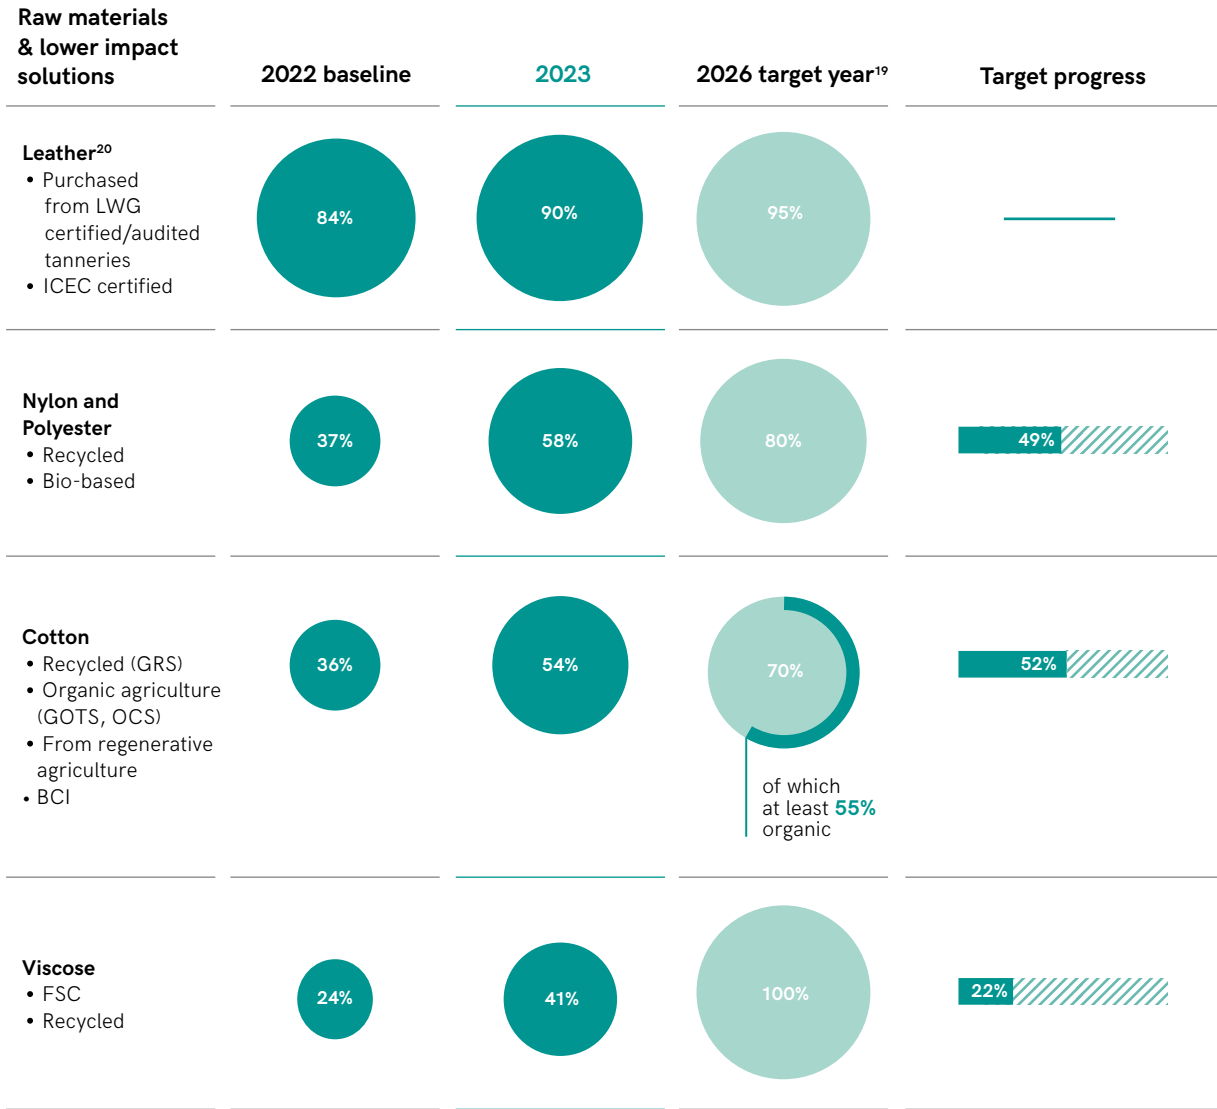 Raw materials
& lower impact
solutions
2022 baseline
2023
2026 target year¹⁹
Target progress
Leather²⁰
• Purchased
from LWG
certified/audited
tanneries
• ICEC certified
84%
90%
95%
Nylon and
Polyester
• Recycled
• Bio-based
37%
58%
80%
49%
Cotton
• Recycled (GRS)
• Organic agriculture
(GOTS, OCS)
• From regenerative
agriculture
• BCI
36%
54%
70%
of which
at least 55%
organic
52%
Viscose
• FSC
• Recycled
24%
41%
100%
22%